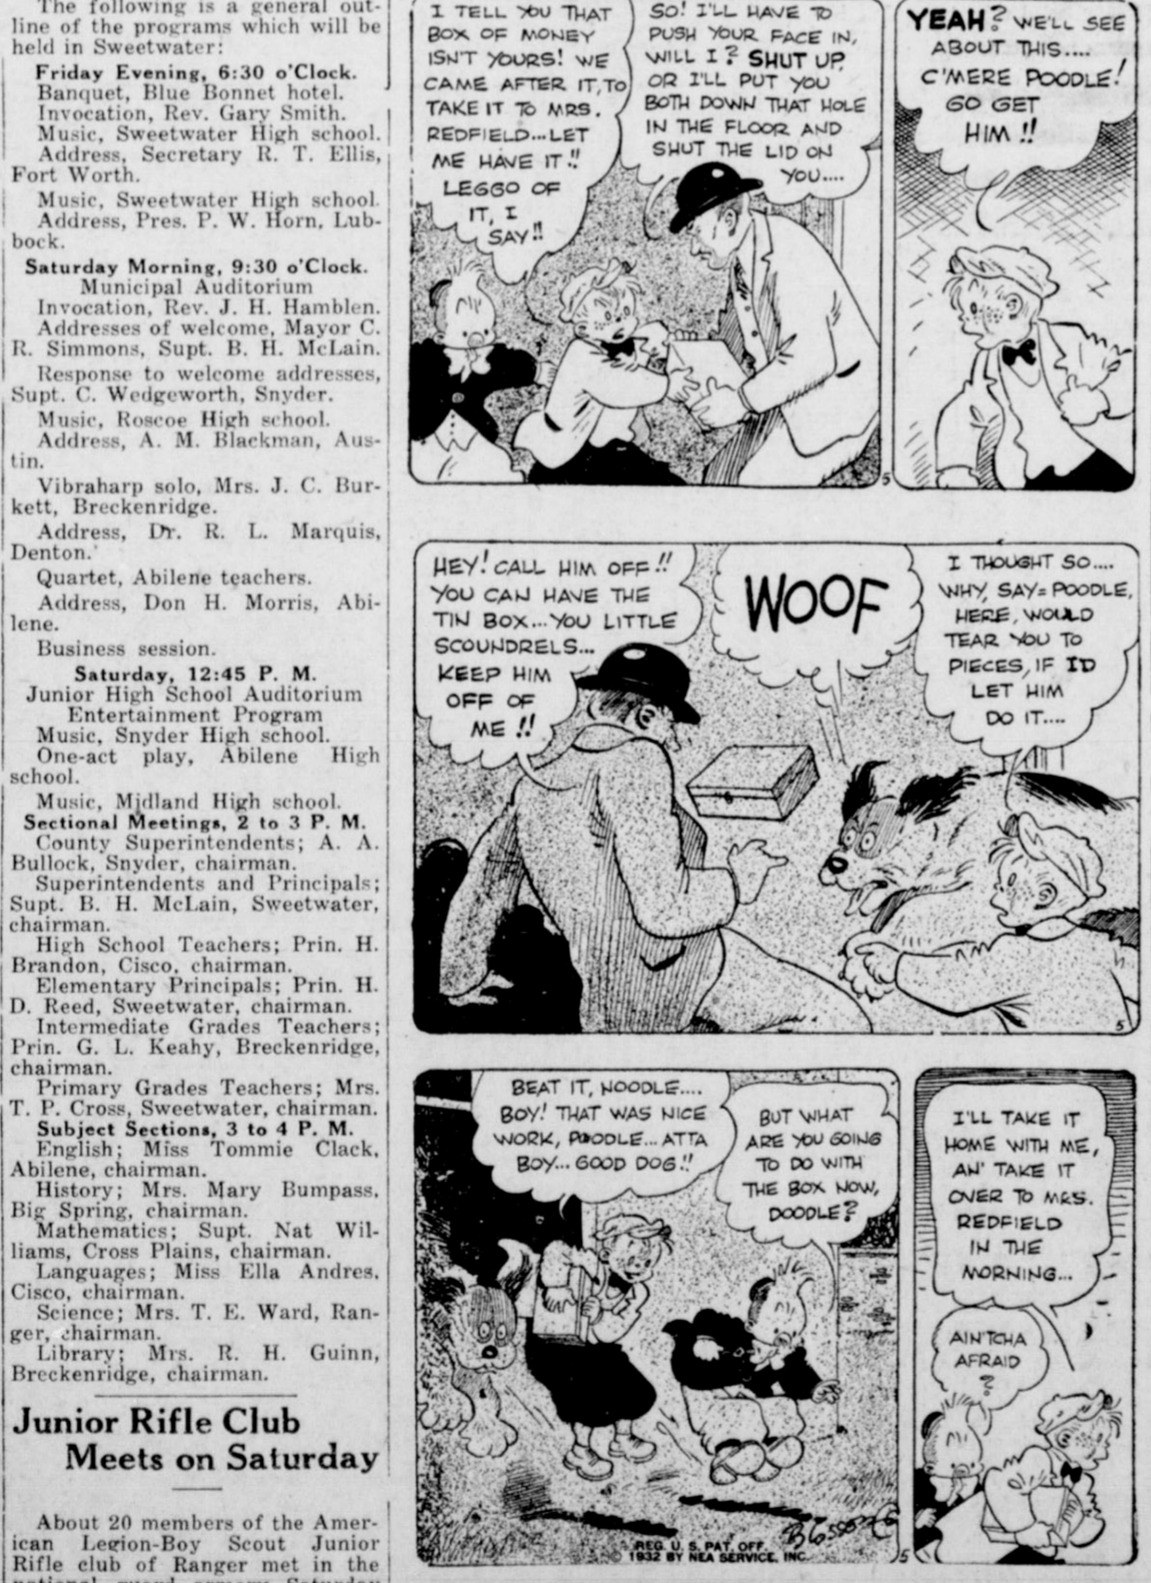 The following is a general out-
line of the programs which will be
held in Sweetwater:
Friday Evening, 6:30 o'Clock.
Banquet, Blue Bonnet hotel.
Invocation, Rev. Gary Smith.
Music, Sweetwater High school.
Address, Secretary R. T. Ellis,
Fort Worth.
Music, Sweetwater High school.
Address, Pres. P. W. Horn, Lub-
bock.
Saturday Morning, 9:30 o'Clock.
Municipal Auditorium
Invocation, Rev. J. H. Hamblen.
Addresses of welcome, Mayor C.
R. Simmons, Supt. B. H. McLain.
Response to welcome addresses,
Supt. C. Wedgeworth, Snyder.
Music, Roscoe High school.
Address, A. M. Blackman, Aus-
tin.
Vibraharp solo, Mrs. J. C. Bur-
kett, Breckenridge.
Address, Dr. R. L. Marquis,
Denton.
Quartet, Abilene teachers.
Address, Don H. Morris, Abi-
lene.
Business session.
Saturday, 12:45 P. M.
Junior High School Auditorium
Entertainment Program
Music, Snyder High school.
One-act play, Abilene High
school.
Music, Midland High school.
Sectional Meetings, 2 to 3 P. M.
County Superintendents; A. A.
Bullock, Snyder, chairman.
Superintendents and Principals;
Supt. B. H. McLain, Sweetwater,
chairman.
High School Teachers; Prin. H.
Brandon, Cisco, chairman.
Elementary Principals; Prin. H.
D. Reed, Sweetwater, chairman.
Intermediate Grades Teachers;
Prin. G. L. Keahy, Breckenridge,
chairman.
Primary Grades Teachers; Mrs.
T. P. Cross, Sweetwater, chairman.
Subject Sections, 3 to 4 P. M.
English; Miss Tommie Clack,
Abilene, chairman.
History; Mrs. Mary Bumpass,
Big Spring, chairman.
Mathematics; Supt. Nat Wil-
liams, Cross Plains, chairman.
Languages; Miss Ella Andres,
Cisco, chairman.
Science; Mrs. T. E. Ward, Ran-
ger, chairman.
Library; Mrs. R. H. Guinn,
Breckenridge, chairman.
Junior Rifle Club
Meets on Saturday
About 20 members of the Amer-
ican Legion-Boy Scout Junior
Rifle club of Ranger met in the
I TELL YOU THAT
BOX OF MONEY
ISN'T YOURS! WE
CAME AFTER IT, TO
TAKE IT TO MRS.
REDFIELD...LET
ME HAVE IT!!
LEGGO OF
IT, I
SAY!!
SO! I'LL HAVE TO
PUSH YOUR FACE IN,
WILL I? SHUT UP,
OR I'LL PUT YOU
BOTH DOWN THAT HOLE
IN THE FLOOR AND
SHUT THE LID ON
YOU....
5
YEAH? WE'LL SEE
ABOUT THIS....
C'MERE POODLE!
GO GET
HIM!!
HEY! CALL HIM OFF!!
YOU CAN HAVE THE
TIN BOX...YOU LITTLE
SCOUNDRELS...
KEEP HIM
OFF OF
ME!!
WOOF
I THOUGHT SO....
WHY, SAY= POODLE,
HERE, WOULD
TEAR YOU TO
PIECES, IF I'D
LET HIM
DO IT....
5
BEAT IT, NOODLE....
BOY! THAT WAS NICE
WORK, POODLE... ATTA
BOY... GOOD DOG!!
BUT WHAT
ARE YOU GOING
TO DO WITH
THE BOX NOW,
DOODLE?
Blosser
REG. U. S. PAT. OFF.
© 1932 BY NEA SERVICE, INC.
5
I'LL TAKE IT
HOME WITH ME,
AN' TAKE IT
OVER TO MRS.
REDFIELD
IN THE
MORNING...
AIN'TCHA
AFRAID
?